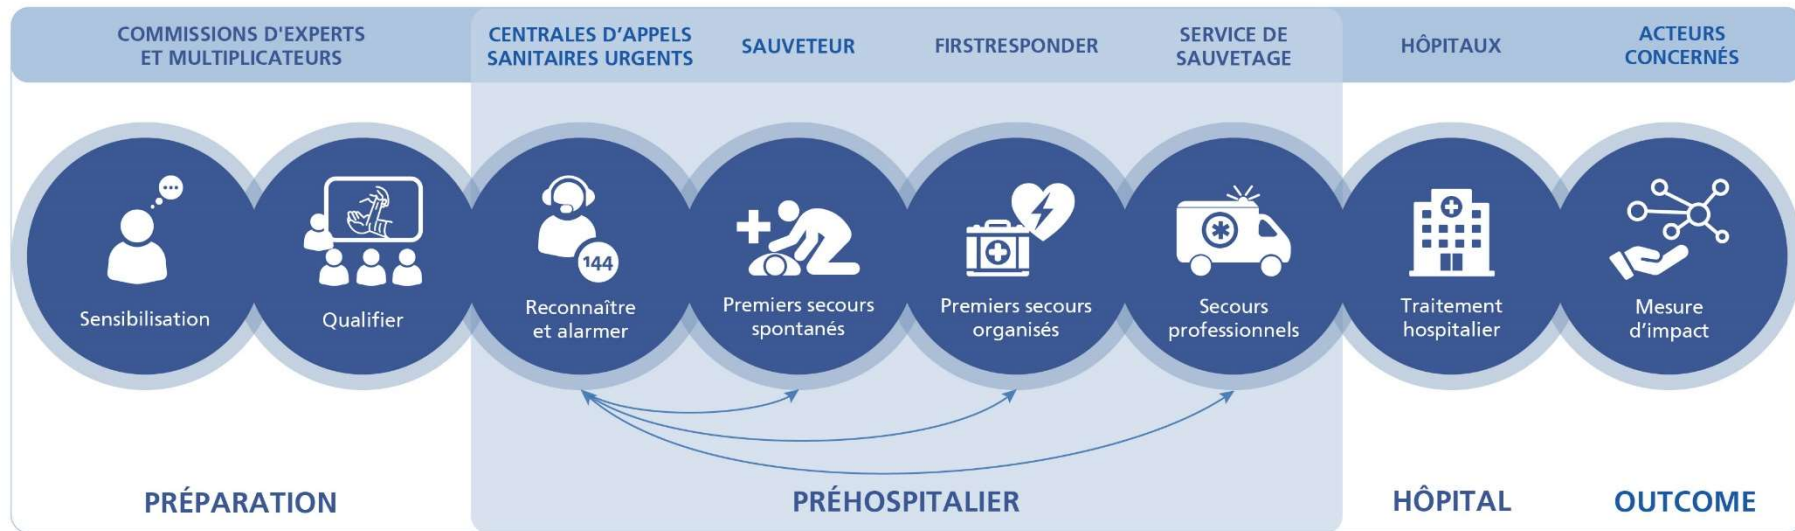 COMMISSIONS D'EXPERTS
ET MULTIPLICATEURS
CENTRALES D’APPELS
SANITAIRES URGENTS
SAUVETEUR
FIRSTRESPONDER
SERVICE DE
SAUVETAGE
HÔPITAUX
ACTEURS
CONCERNÉS
Sensibilisation
Qualifier
144
Reconnaître
et alarmer
Premiers secours
spontanés
Premiers secours
organisés
Secours
professionnels
Traitement
hospitalier
Mesure
d’impact
PRÉPARATION
PRÉHOSPITALIER
HÔPITAL
OUTCOME